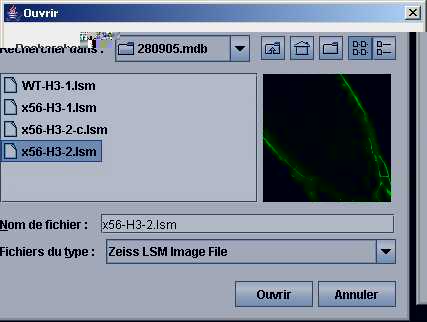 Ouvrir
Rechercher dans :
280905.mdb
WT-H3-1.lsm
x56-H3-1.lsm
x56-H3-2-c.lsm
x56-H3-2.lsm
Nom de fichier :
x56-H3-2.lsm
Fichiers du type :
Zeiss LSM Image File
Ouvrir
Annuler